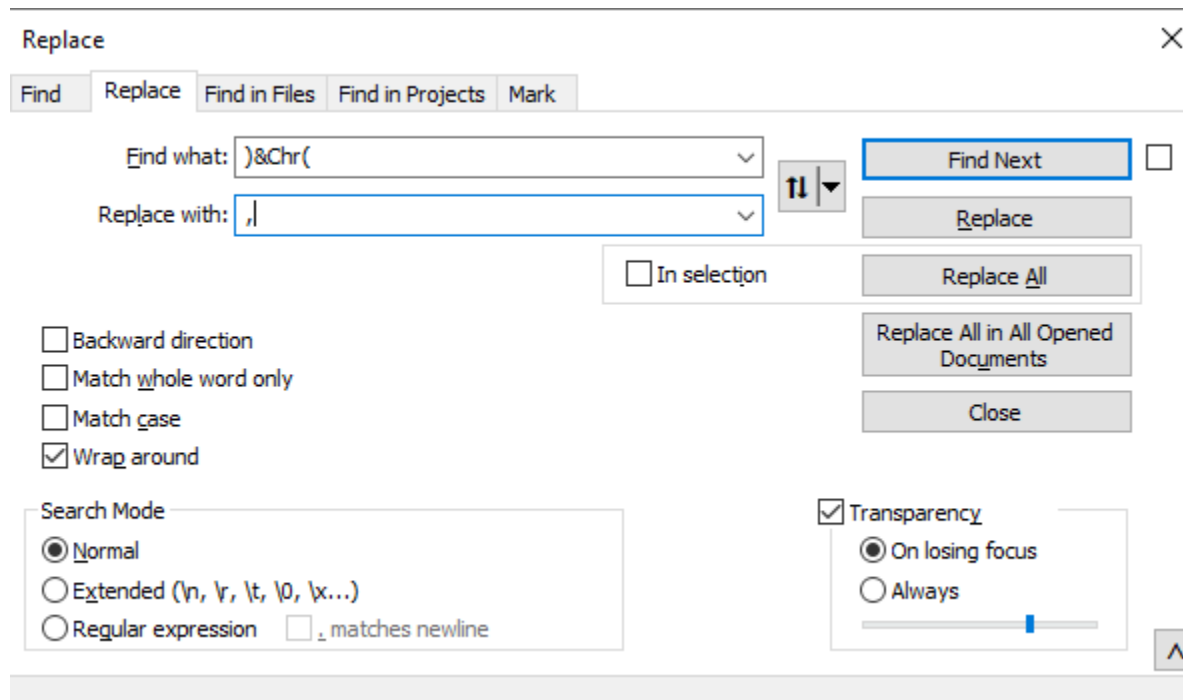 Replace
Find Replace Find in Files Find in Projects Mark
Find what: )&Chr( Find Next
Replace with: , Replace
In selection Replace All
Backward direction Replace All in All Opened Documents
Match whole word only
Match case Close
Wrap around
Search Mode Transparency
Normal On losing focus
Extended (\n, \r, \t, \0, \x...) Always
Regular expression . matches newline